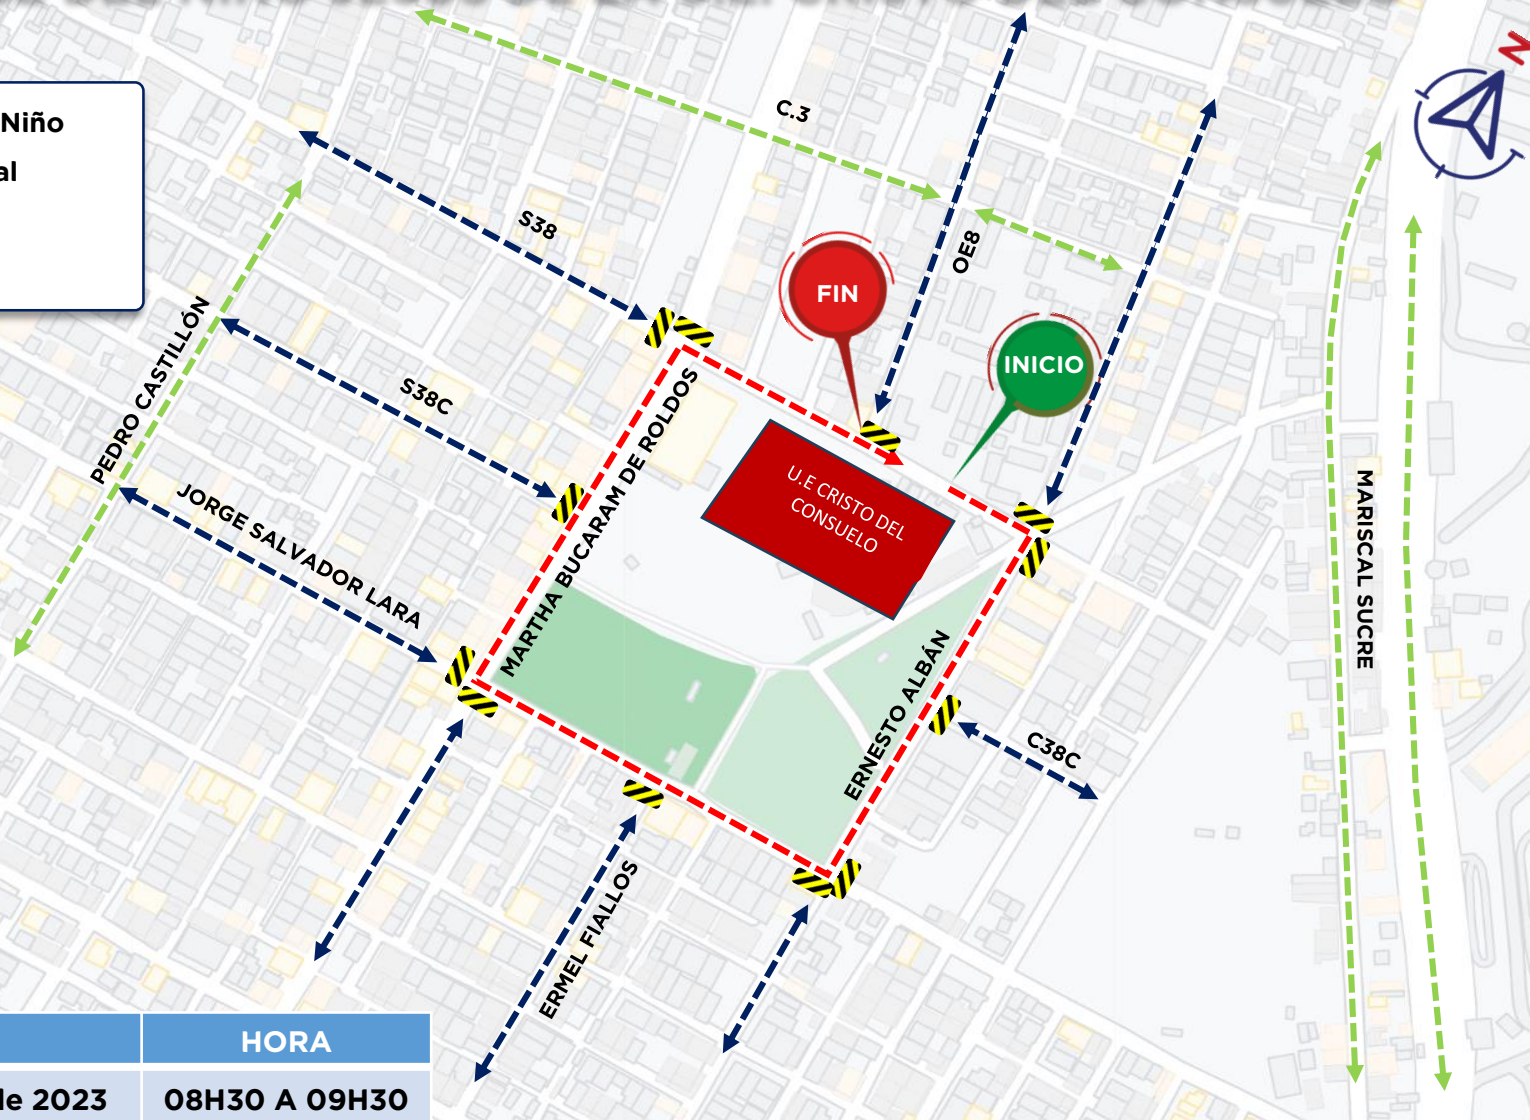 N
Niño
al
C.3
S38
OE8
FIN
INICIO
PEDRO CASTILLÓN
S38C
MARTHA BUCARAM DE ROLDOS
U.E CRISTO DEL
CONSUELO
JORGE SALVADOR LARA
MARISCAL SUCRE
ERNESTO ALBÁN
C38C
ERMEL FIALLOS
HORA
de 2023
08H30 A 09H30